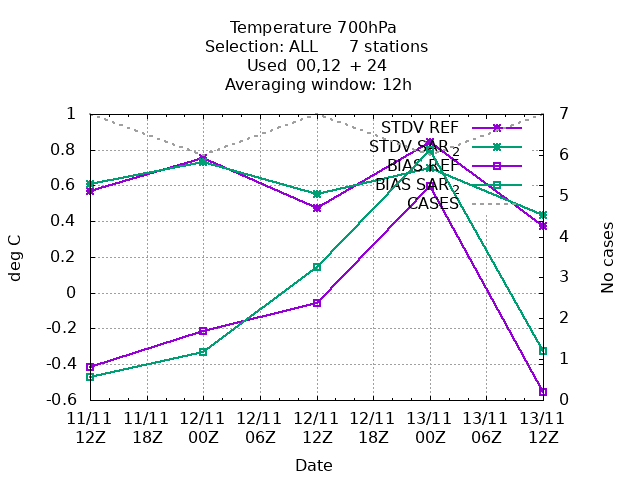 Temperature 700hPa
Selection: ALL 7 stations
Used 00,12 + 24
Averaging window: 12h
STDV REF
STDV SAR_2
BIAS REF
BIAS SAR_2
CASES
deg C
1
0.8
0.6
0.4
0.2
0
-0.2
-0.4
-0.6
No cases
7
6
5
4
3
2
1
0
11/11 11/11 12/11 12/11 12/11 12/11 13/11 13/11 13/11
12Z 18Z 00Z 06Z 12Z 18Z 00Z 06Z 12Z
Date